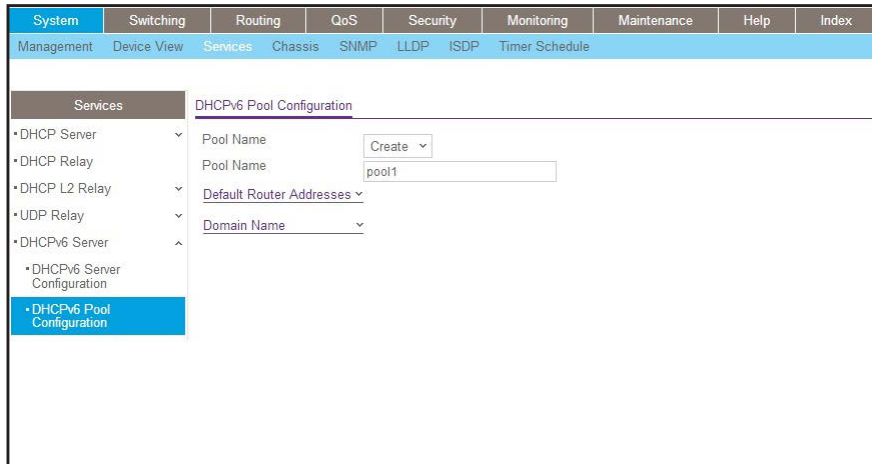 System Switching Routing QoS Security Monitoring Maintenance Help Index
Management Device View Services Chassis SNMP LLDP ISDP Timer Schedule
Services
DHCP Server
DHCP Relay
DHCP L2 Relay
UDP Relay
DHCPv6 Server
DHCPv6 Server
Configuration
DHCPv6 Pool
Configuration
DHCPv6 Pool Configuration
Pool Name Create
Pool Name pool1
Default Router Addresses
Domain Name